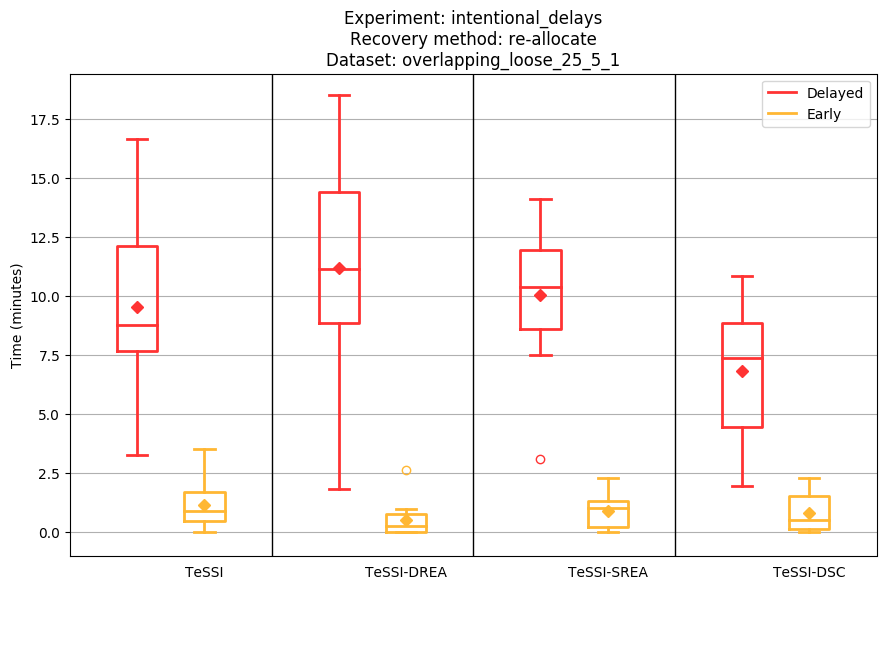 Experiment: intentional_delays
Recovery method: re-allocate
Dataset: overlapping_loose_25_5_1
Delayed
Early
17.5
15.0
12.5
10.0
7.5
5.0
2.5
0.0
Time (minutes)
TeSSI
TeSSI-DREA
TeSSI-SREA
TeSSI-DSC